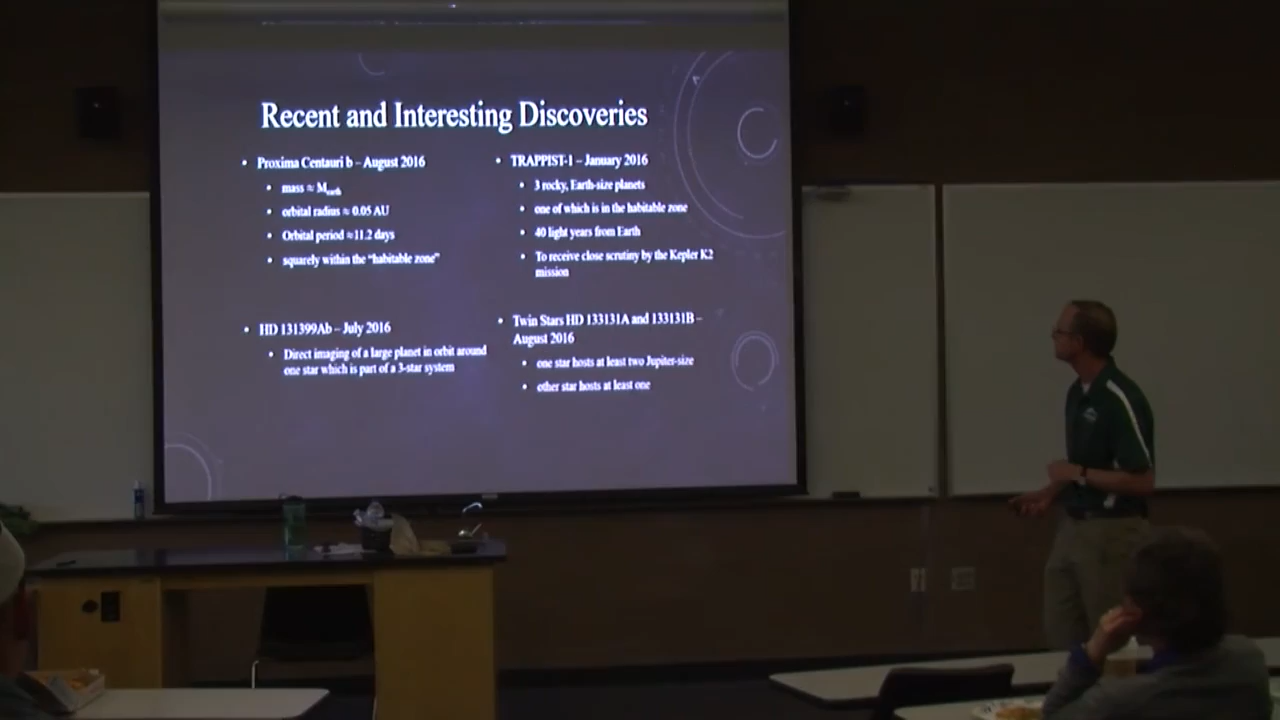 Recent and Interesting Discoveries
• Proxima Centauri b – August 2016
• mass ≈ Mearth
• orbital radius ≈ 0.05 AU
• Orbital period ≈11.2 days
• squarely within the “habitable zone”
• HD 131399Ab – July 2016
• Direct imaging of a large planet in orbit around
one star which is part of a 3-star system
• TRAPPIST-1 – January 2016
• 3 rocky, Earth-size planets
• one of which is in the habitable zone
• 40 light years from Earth
• To receive close scrutiny by the Kepler K2
mission
• Twin Stars HD 133131A and 133131B –
August 2016
• one star hosts at least two Jupiter-size
• other star hosts at least one